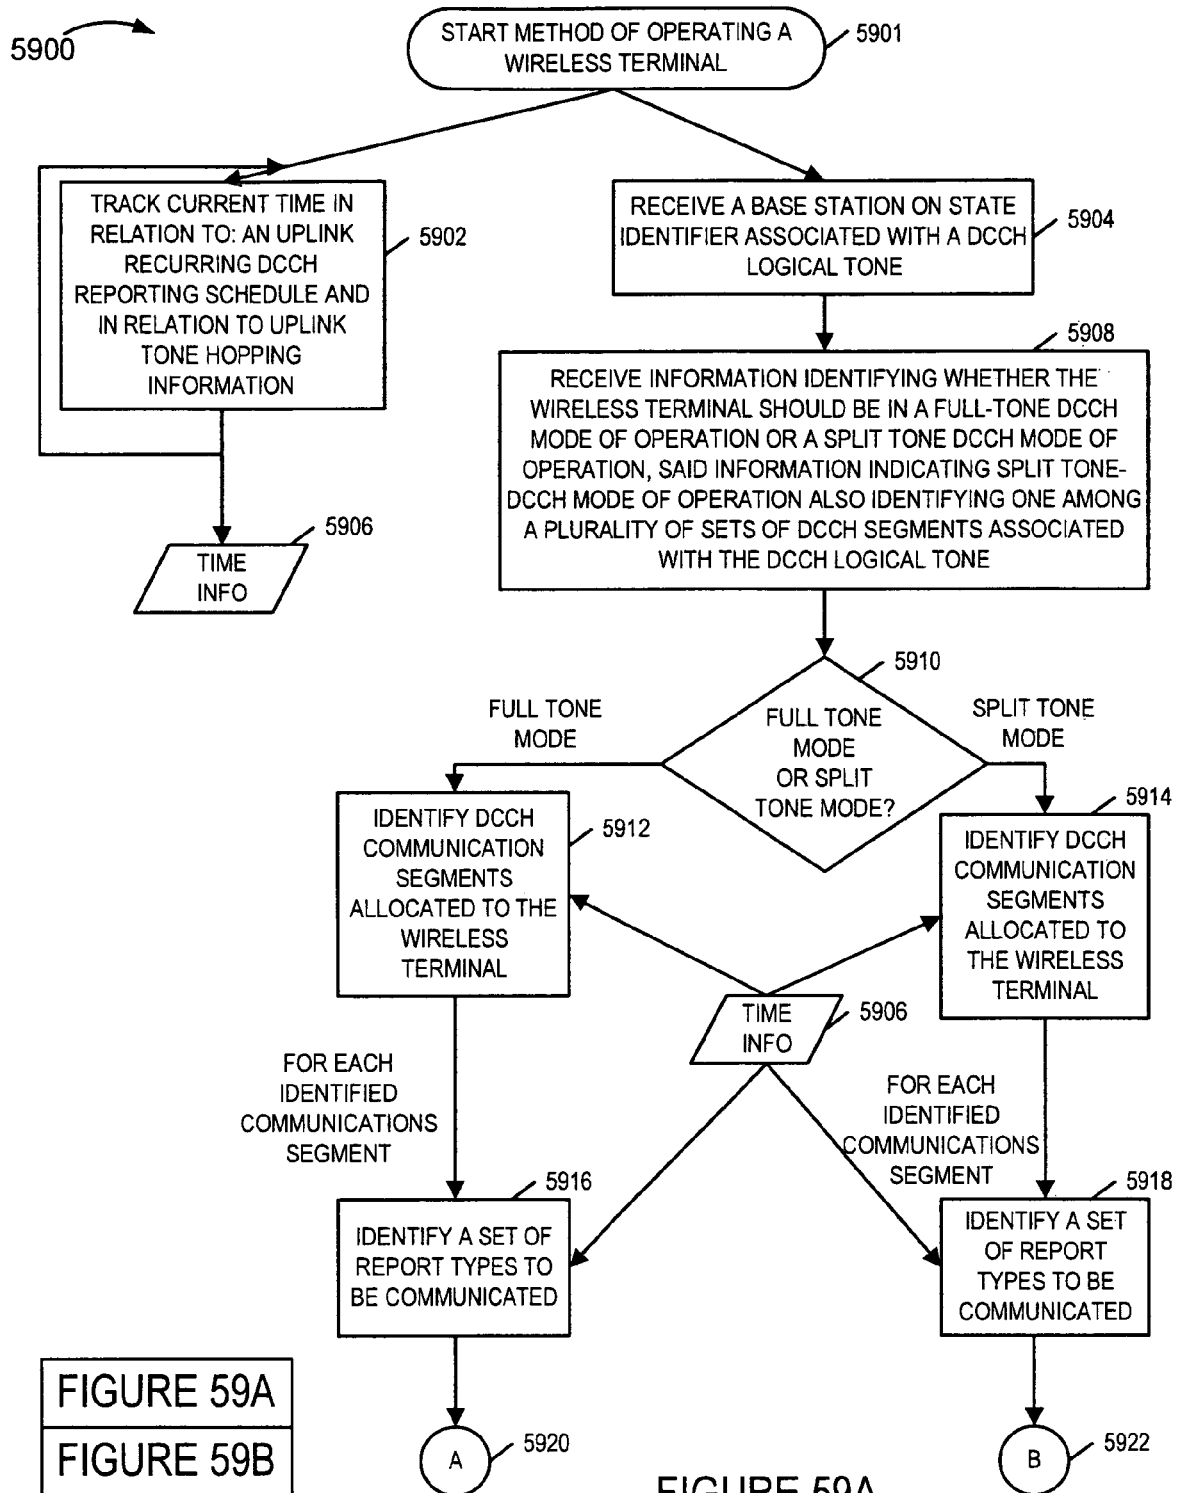 5900
START METHOD OF OPERATING A
WIRELESS TERMINAL
5901
TRACK CURRENT TIME IN
RELATION TO: AN UPLINK
RECURRING DCCH
REPORTING SCHEDULE AND
IN RELATION TO UPLINK
TONE HOPPING
INFORMATION
5902
RECEIVE A BASE STATION ON STATE
IDENTIFIER ASSOCIATED WITH A DCCH
LOGICAL TONE
5904
5906
TIME
INFO
5908
RECEIVE INFORMATION IDENTIFYING WHETHER THE
WIRELESS TERMINAL SHOULD BE IN A FULL-TONE DCCH
MODE OF OPERATION OR A SPLIT TONE DCCH MODE OF
OPERATION, SAID INFORMATION INDICATING SPLIT TONE-
DCCH MODE OF OPERATION ALSO IDENTIFYING ONE AMONG
A PLURALITY OF SETS OF DCCH SEGMENTS ASSOCIATED
WITH THE DCCH LOGICAL TONE
5910
FULL TONE
MODE
FULL TONE
MODE
OR SPLIT
TONE MODE?
SPLIT TONE
MODE
IDENTIFY DCCH
COMMUNICATION
SEGMENTS
ALLOCATED TO THE
WIRELESS
TERMINAL
5912
5914
IDENTIFY DCCH
COMMUNICATION
SEGMENTS
ALLOCATED TO
THE WIRELESS
TERMINAL
TIME
INFO
5906
FOR EACH
IDENTIFIED
COMMUNICATIONS
SEGMENT
FOR EACH
IDENTIFIED
COMMUNICATIONS
SEGMENT
5916
IDENTIFY A SET OF
REPORT TYPES TO
BE COMMUNICATED
5918
IDENTIFY A SET
OF REPORT
TYPES TO BE
COMMUNICATED
FIGURE 59A
FIGURE 59B
A
5920
B
5922
FIGURE 59A